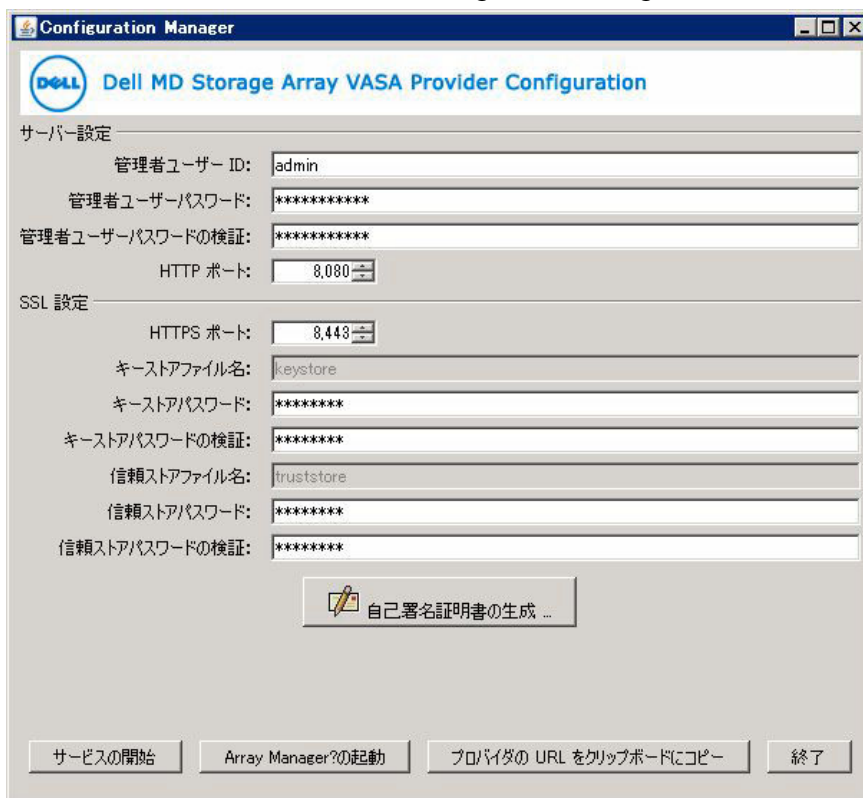 Configuration Manager
DELL Dell MD Storage Array VASA Provider Configuration
サーバー設定
管理者ユーザー ID: admin
管理者ユーザーパスワード: ***********
管理者ユーザーパスワードの検証: ***********
HTTP ポート: 8,080
SSL 設定
HTTPS ポート: 8,443
キーストアファイル名: keystore
キーストアパスワード: ********
キーストアパスワードの検証: ********
信頼ストアファイル名: truststore
信頼ストアパスワード: ********
信頼ストアパスワードの検証: ********
自己署名証明書の生成 ...
サービスの開始 Array Manager?の起動 プロバイダの URL をクリップボードにコピー 終了